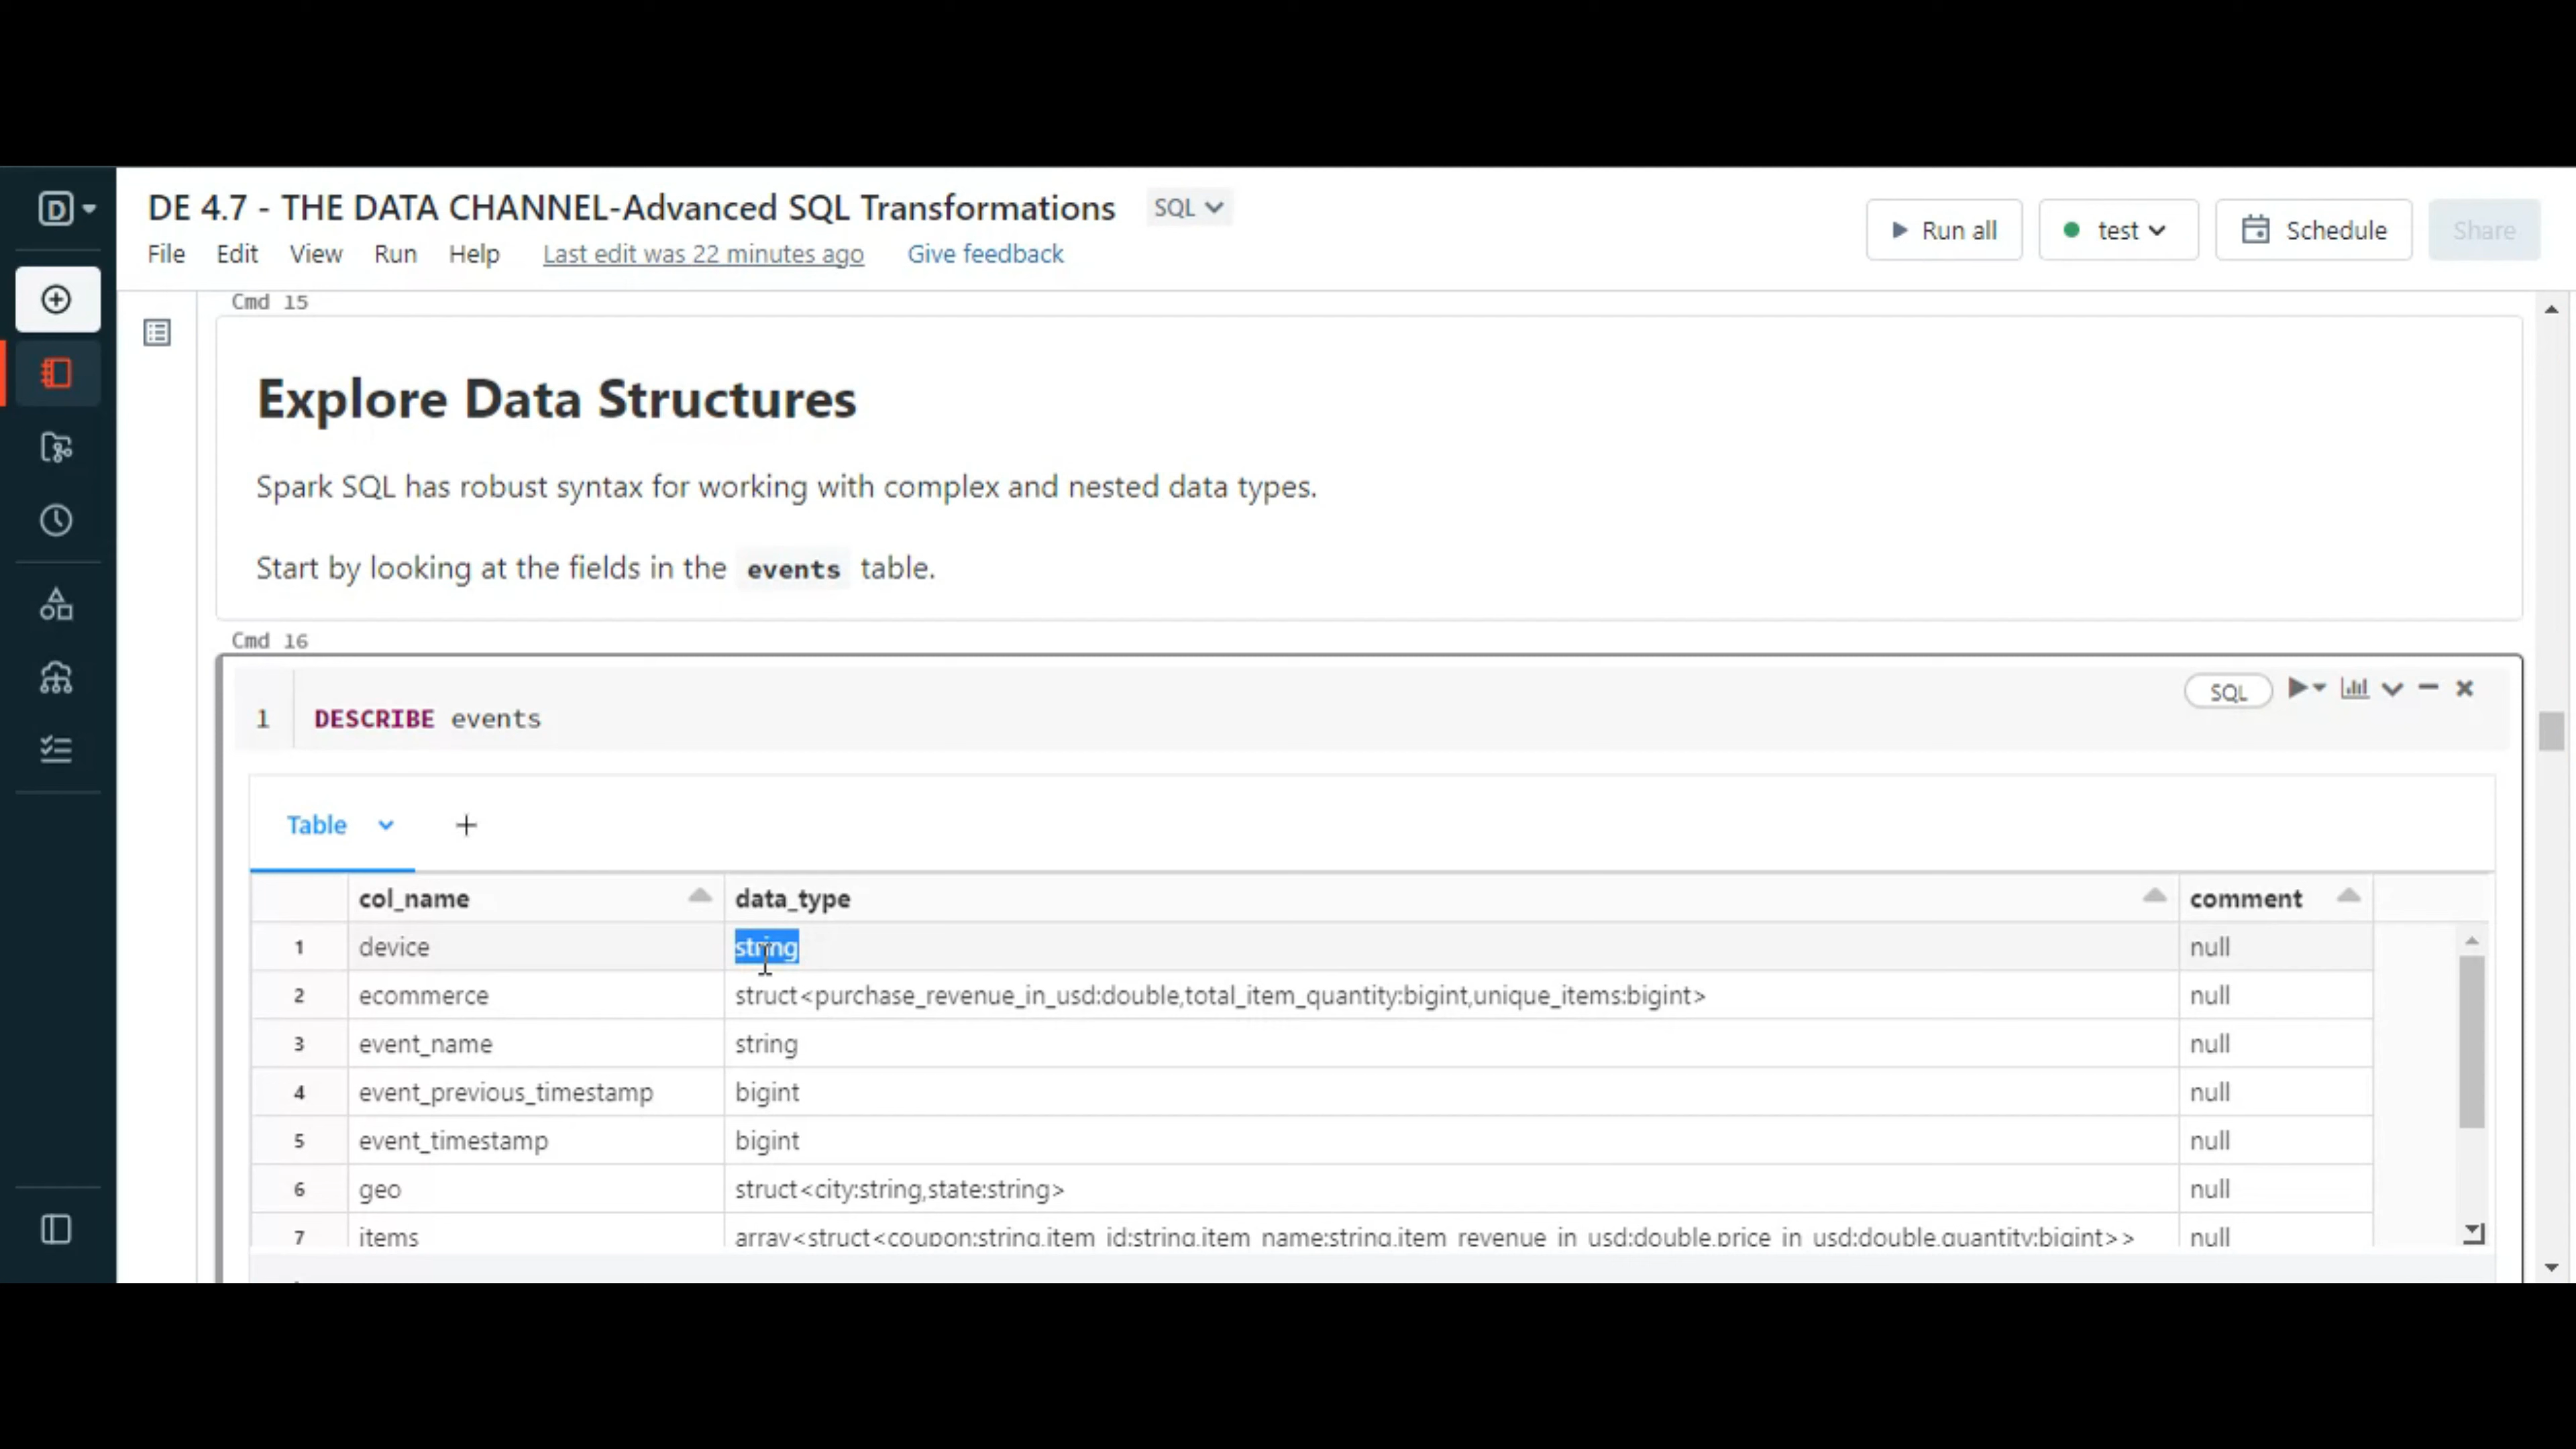 DE 4.7 - THE DATA CHANNEL-Advanced SQL Transformations SQL
File Edit View Run Help Last edit was 22 minutes ago Give feedback
Run all test Schedule Share
Cmd 15
Explore Data Structures
Spark SQL has robust syntax for working with complex and nested data types.
Start by looking at the fields in the events table.
Cmd 16
SQL
1 DESCRIBE events
Table +
col_name data_type comment
1 device string null
2 ecommerce struct<purchase_revenue_in_usd:double,total_item_quantity:bigint,unique_items:bigint> null
3 event_name string null
4 event_previous_timestamp bigint null
5 event_timestamp bigint null
6 geo struct<city:string,state:string> null
7 items array<struct<coupon:string,item_id:string,item_name:string,item_revenue_in_usd:double,price_in_usd:double,quantity:bigint>> null